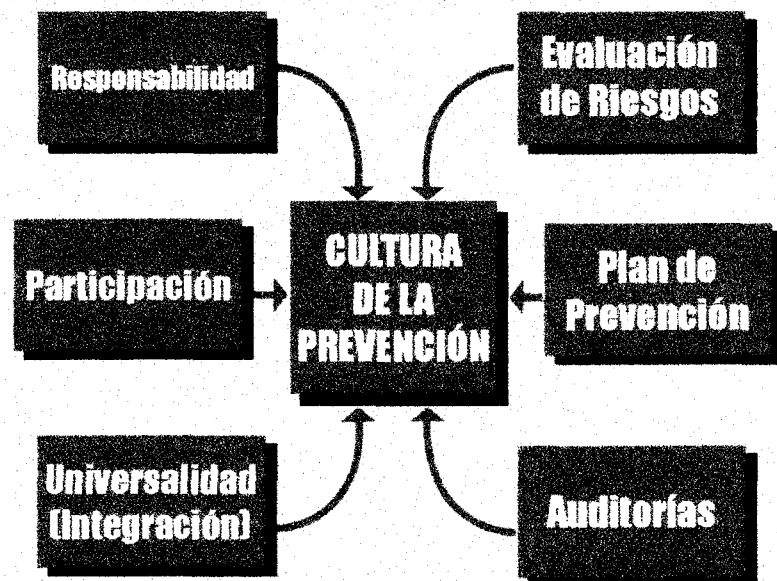 Responsabilidad
Evaluación
de Riesgos
Participación
CULTURA
DE LA
PREVENCIÓN
Plan de
Prevención
Universalidad
(Integración)
Auditorías